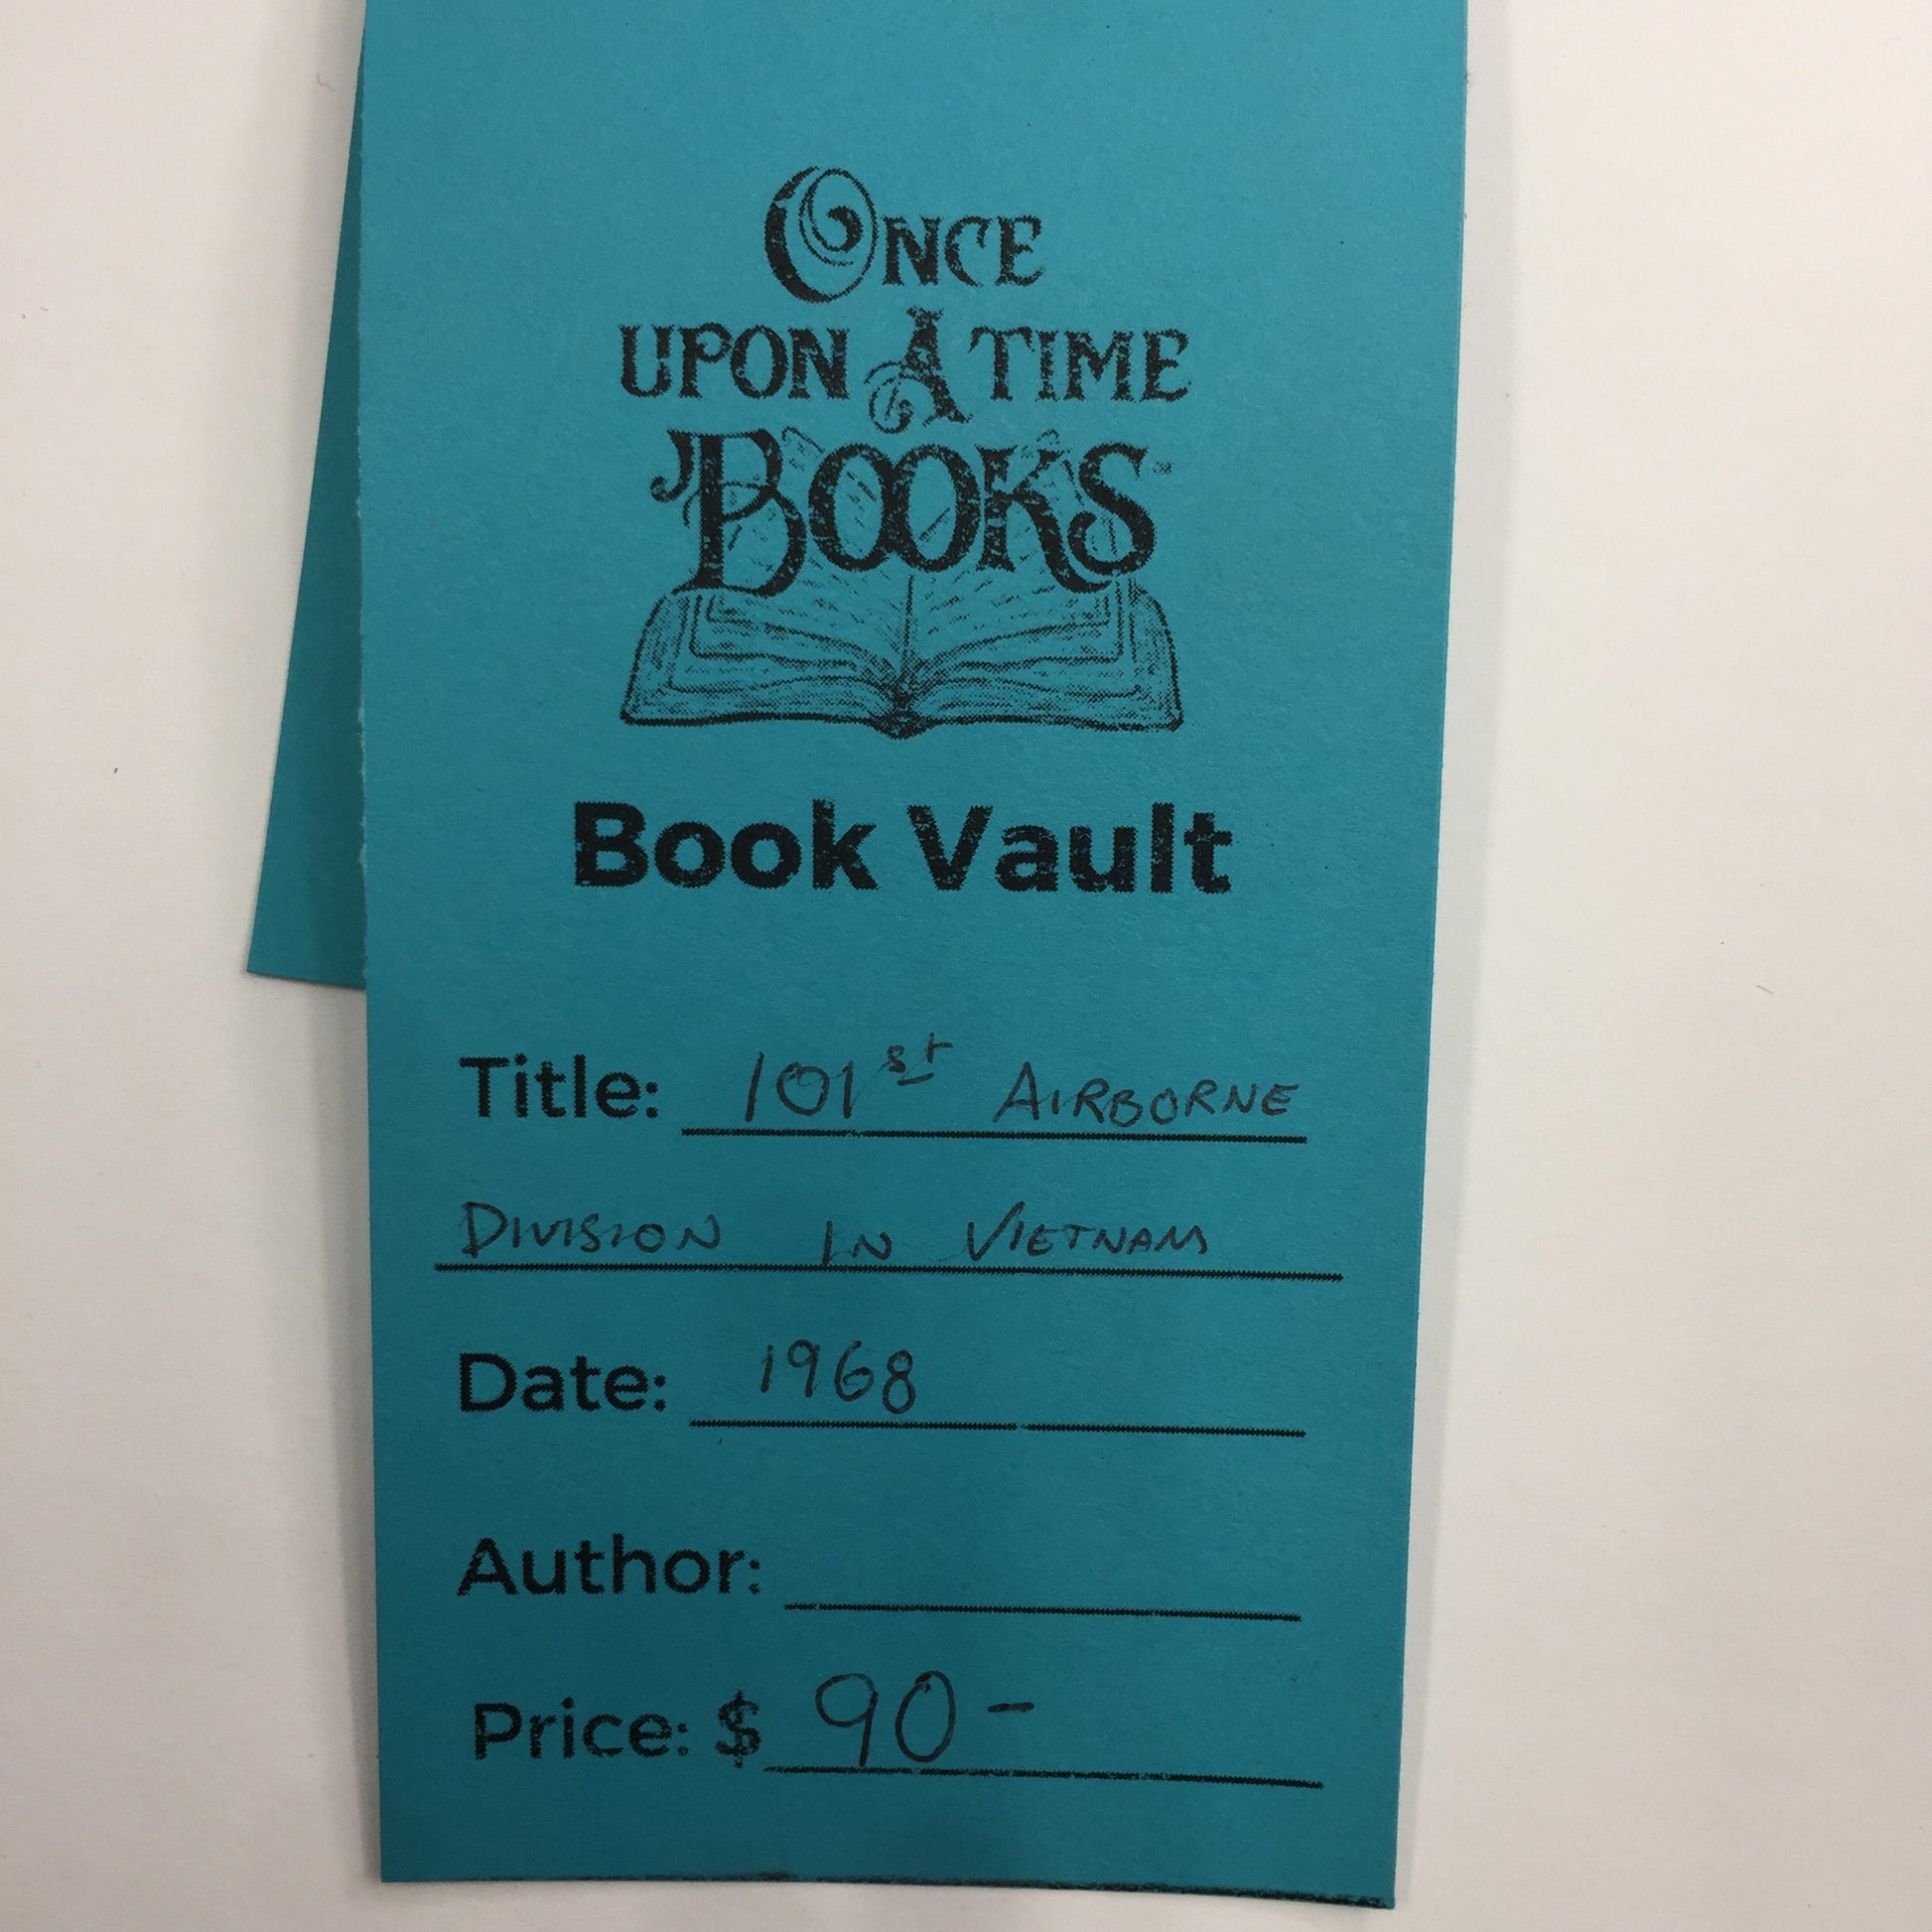 ONCE
UPON A TIME
BOOKS
Book Vault
Title: 101st AIRBORNE
DIVISION IN VIETNAM
Date: 1968
Author:
Price: $ 90-